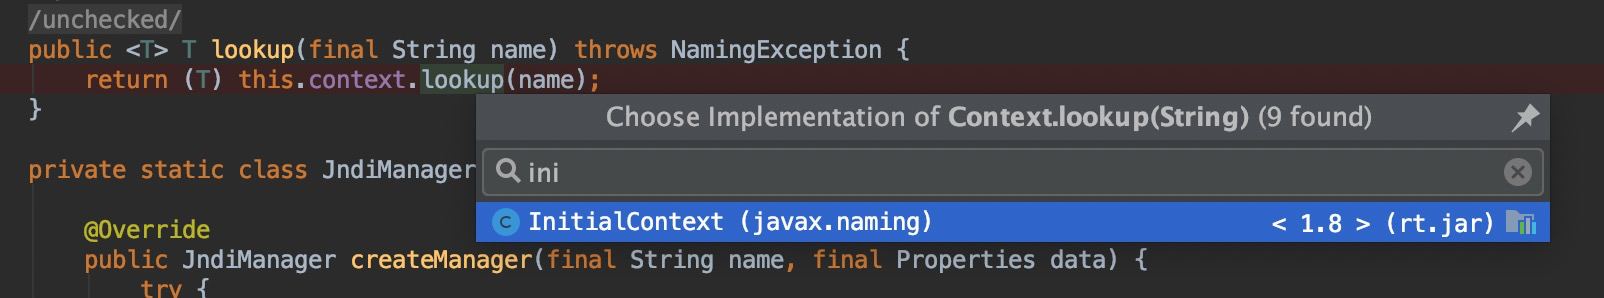 /unchecked/
public <T> T lookup(final String name) throws NamingException {
return (T) this.context.lookup(name);
}
Choose Implementation of Context.lookup(String) (9 found)
ini
private static class JndiManager
C InitialContext (javax.naming) < 1.8 > (rt.jar)
@Override
public JndiManager createManager(final String name, final Properties data) {
try {